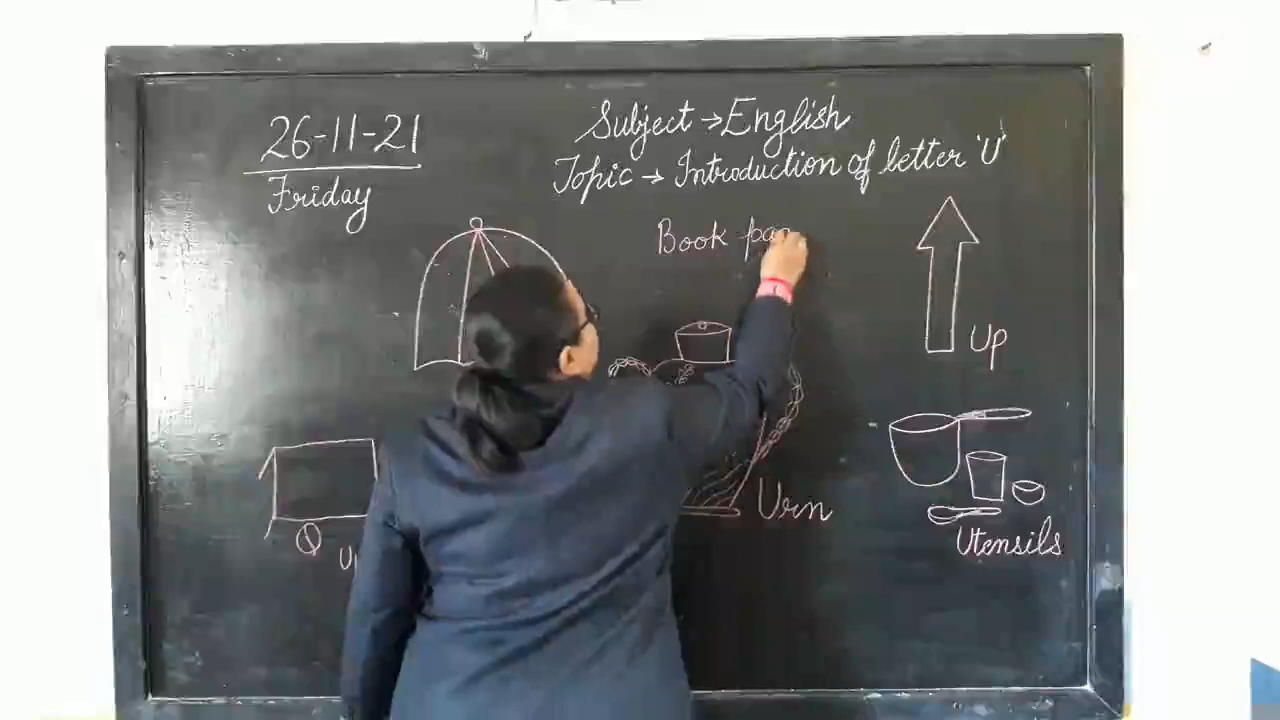 26-11-21
Friday
Subject → English
Topic → Introduction of letter 'U'
Book pa
Up
Urn
Utensils